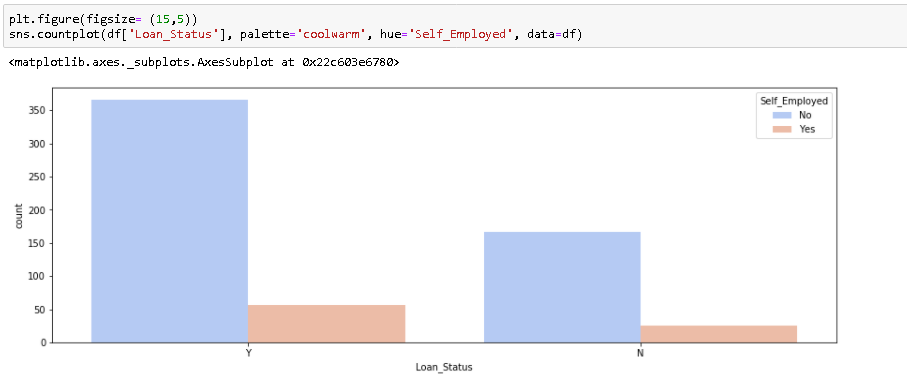 plt.figure(figsize= (15,5))
sns.countplot(df['Loan_Status'], palette='coolwarm', hue='Self_Employed', data=df)
<matplotlib.axes._subplots.AxesSubplot at 0x22c603e6780>
Self_Employed
No
Yes
350
300
250
200
150
100
50
0
count
Y
N
Loan_Status